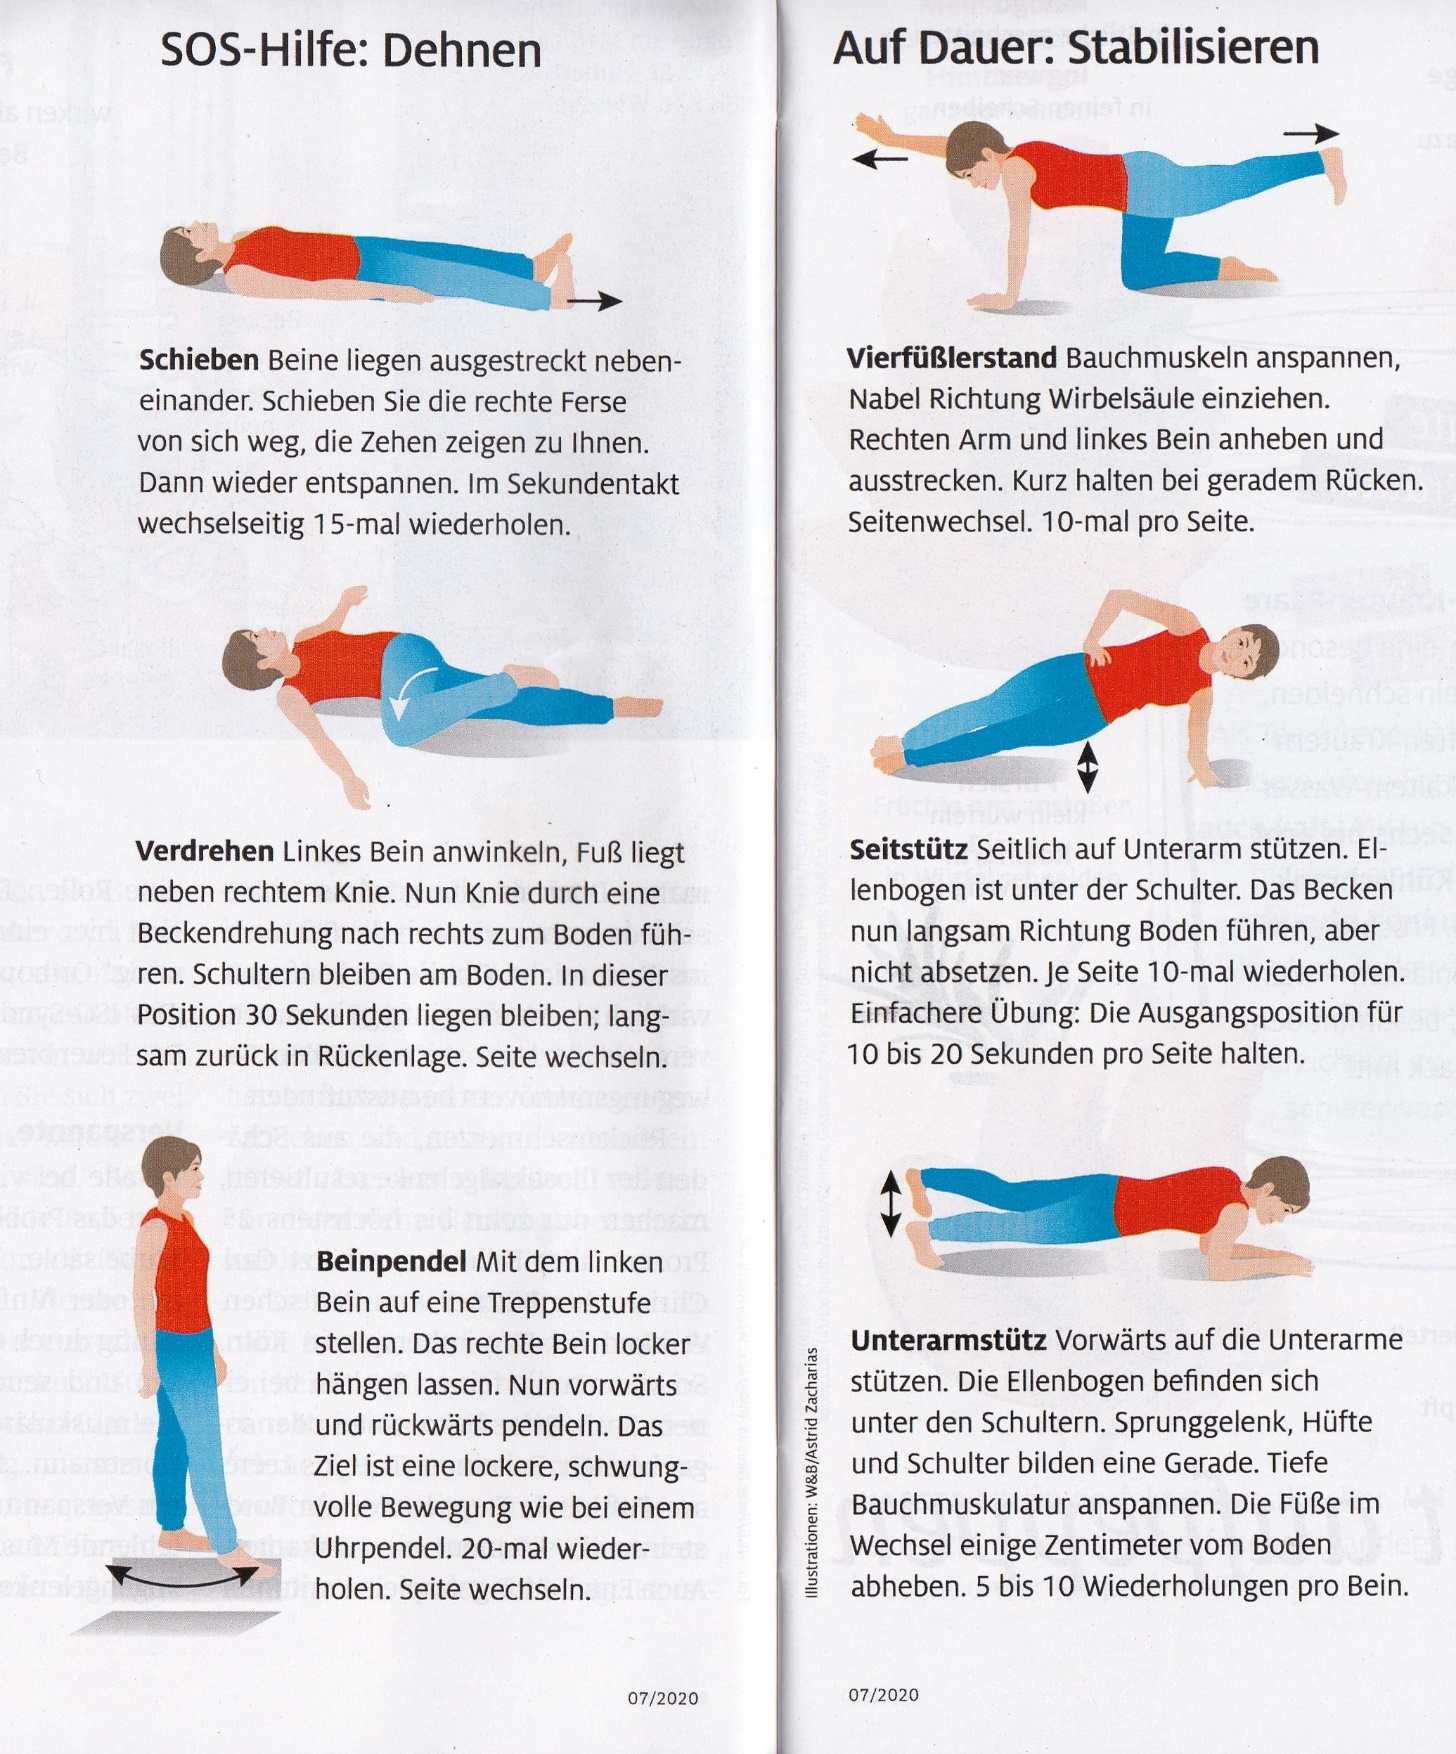 SOS-Hilfe: Dehnen
Schieben Beine liegen ausgestreckt neben-
einander. Schieben Sie die rechte Ferse
von sich weg, die Zehen zeigen zu Ihnen.
Dann wieder entspannen. Im Sekundentakt
wechselseitig 15-mal wiederholen.
Verdrehen Linkes Bein anwinkeln, Fuß liegt
neben rechten Knie. Nun Knie durch eine
Beckendrehung nach rechts zum Boden füh-
ren. Schultern bleiben am Boden. In dieser
Position 30 Sekunden liegen bleiben; lang-
sam zurück in Rückenlage. Seite wechseln.
Beinpendel Mit dem linken
Bein auf eine Treppenstufe
stellen. Das rechte Bein locker
hängen lassen. Nun vorwärts
und rückwärts pendeln. Das
Ziel ist eine lockere, schwung-
volle Bewegung wie bei einem
Uhrpendel. 20-mal wieder-
holen. Seite wechseln.
07/2020
Auf Dauer: Stabilisieren
Vierfüßlerstand Bauchmuskeln anspannen,
Nabel Richtung Wirbelsäule einziehen.
Rechten Arm und linkes Bein anheben und
ausstrecken. Kurz halten bei geradem Rücken.
Seitenwechsel. 10-mal pro Seite.
Seitstütz Seitlich auf Unterarm stützen. El-
lenbogen ist unter der Schulter. Das Becken
nun langsam Richtung Boden führen, aber
nicht absetzen. Je Seite 10-mal wiederholen.
Einfachere Übung: Die Ausgangsposition für
10 bis 20 Sekunden pro Seite halten.
Unterarmstütz Vorwärts auf die Unterarme
stützen. Die Ellenbogen befinden sich
unter den Schultern. Sprunggelenk, Hüfte
und Schulter bilden eine Gerade. Tiefe
Bauchmuskulatur anspannen. Die Füße im
Wechsel einige Zentimeter vom Boden
abheben. 5 bis 10 Wiederholungen pro Bein.
Illustrationen: W&B/Astrid Zacharias
07/2020